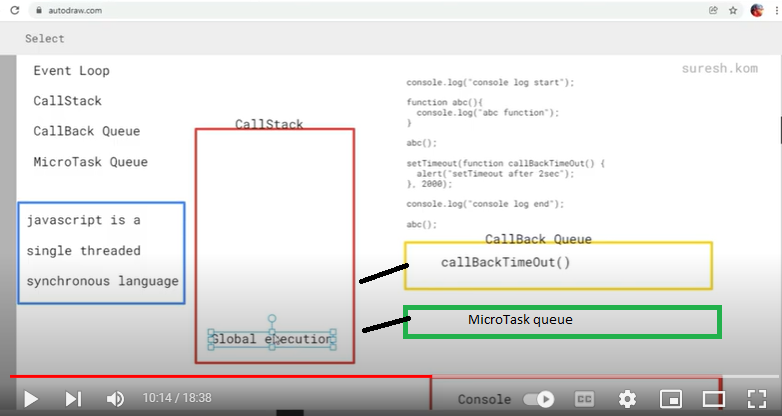 autodraw.com
Select
Event Loop
CallStack
CallBack Queue
MicroTask Queue
javascript is a
single threaded
synchronous language
CallStack
Global execution
suresh.kom
console.log("console log start");
function abc(){
console.log("abc function");
}
abc();
setTimeout(function callBackTimeOut() {
alert("setTimeout after 2sec");
}, 2000);
console.log("console log end");
abc();
CallBack Queue
callBackTimeOut()
MicroTask queue
Console
10:14 / 18:38
CC